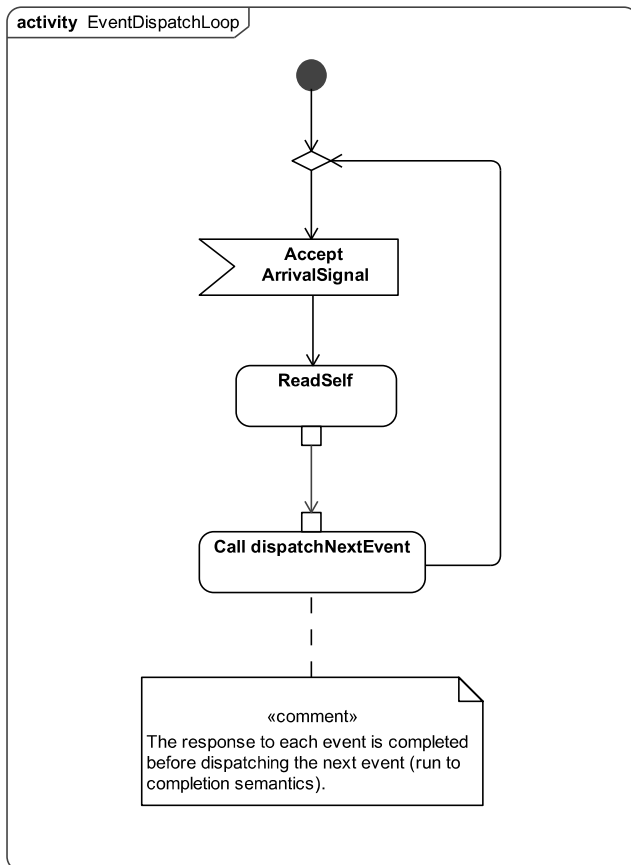 activity EventDispatchLoop
Accept
ArrivalSignal
ReadSelf
Call dispatchNextEvent
«comment»
The response to each event is completed
before dispatching the next event (run to
completion semantics).